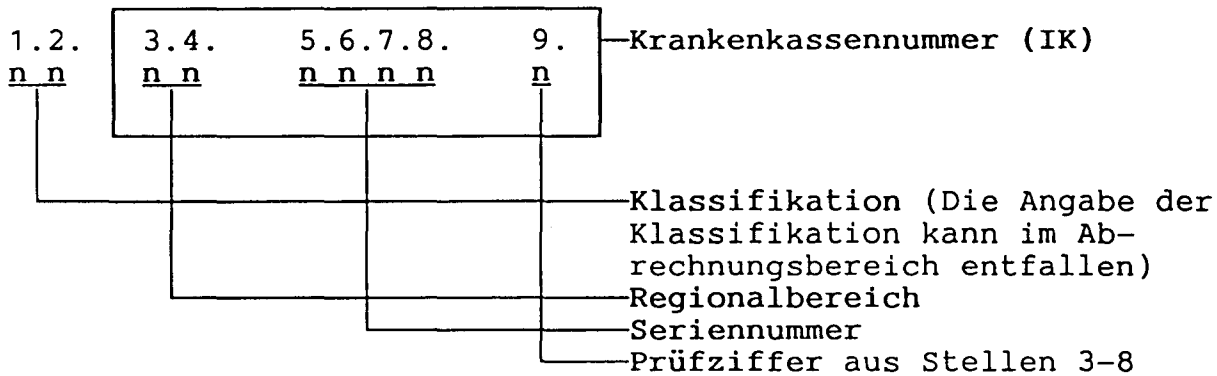 1.2. 3.4. 5.6.7.8. 9. Krankenkassennummer (IK)
n n n n n n n n n
Klassifikation (Die Angabe der
Klassifikation kann im Ab-
rechnungsbereich entfallen)
Regionalbereich
Seriennummer
Prüfziffer aus Stellen 3-8